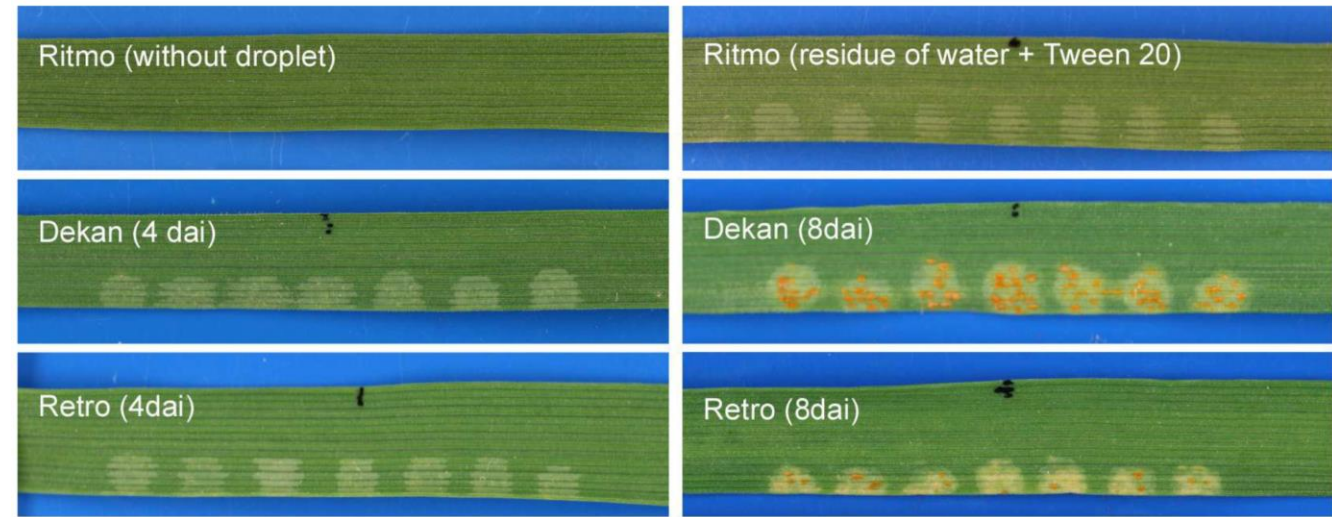 Ritmo (without droplet)
Ritmo (residue of water + Tween 20)
Dekan (4 dai)
Dekan (8dai)
Retro (4dai)
Retro (8dai)